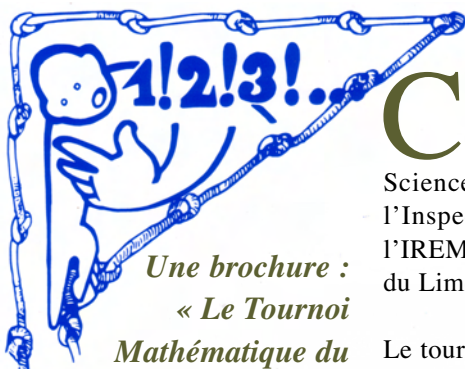 1!2!3!...
Une brochure :
« Le Tournoi
Mathématique du
C
Science
l'Inspe
l'IREM
du Lim
Le tour